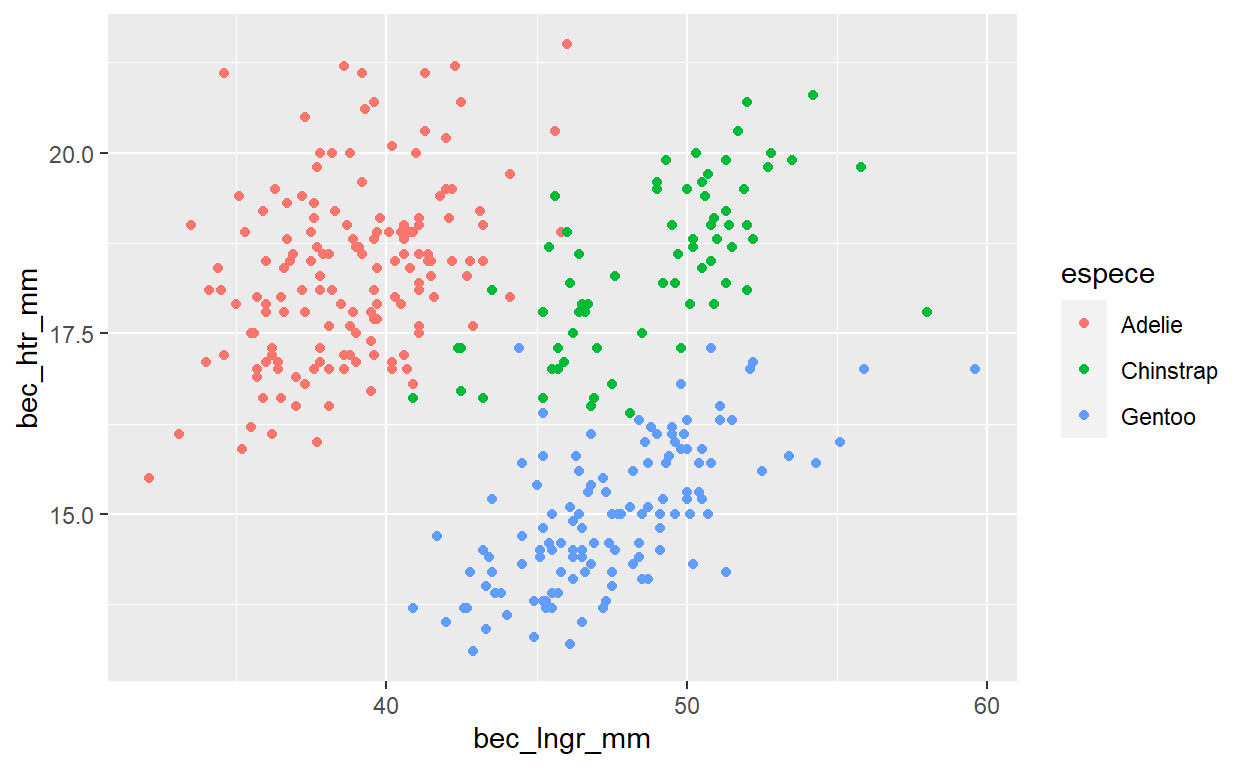 20.0
17.5
15.0
bec_htr_mm
40
50
60
bec_lngr_mm
espece
Adelie
Chinstrap
Gentoo